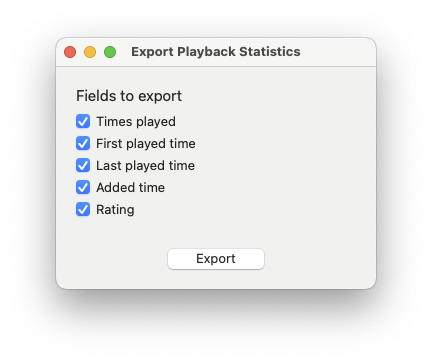 Export Playback Statistics
Fields to export
Times played
First played time
Last played time
Added time
Rating
Export